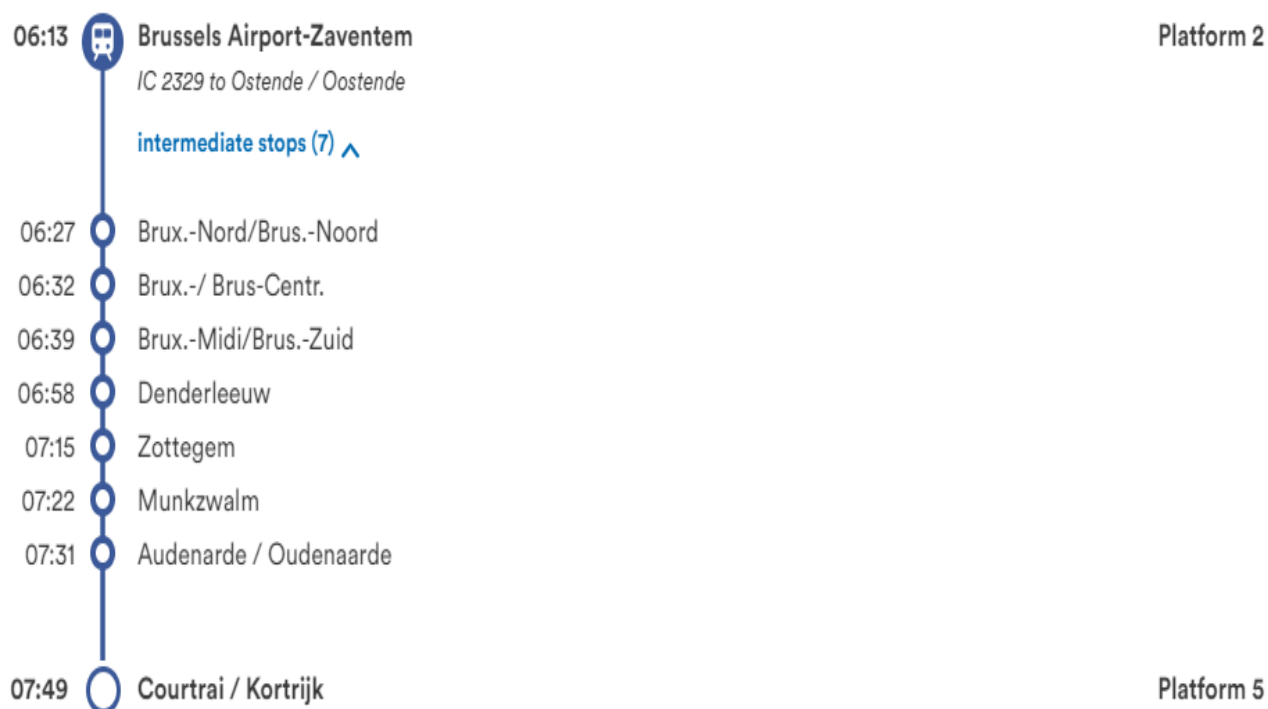 06:13 Brussels Airport-Zaventem Platform 2
IC 2329 to Ostende / Oostende
intermediate stops (7)
06:27 Brux.-Nord/Brus.-Noord
06:32 Brux.-/ Brus-Centr.
06:39 Brux.-Midi/Brus.-Zuid
06:58 Denderleeuw
07:15 Zottegem
07:22 Munkzwalm
07:31 Audenarde / Oudenaarde
07:49 Courtrai / Kortrijk Platform 5